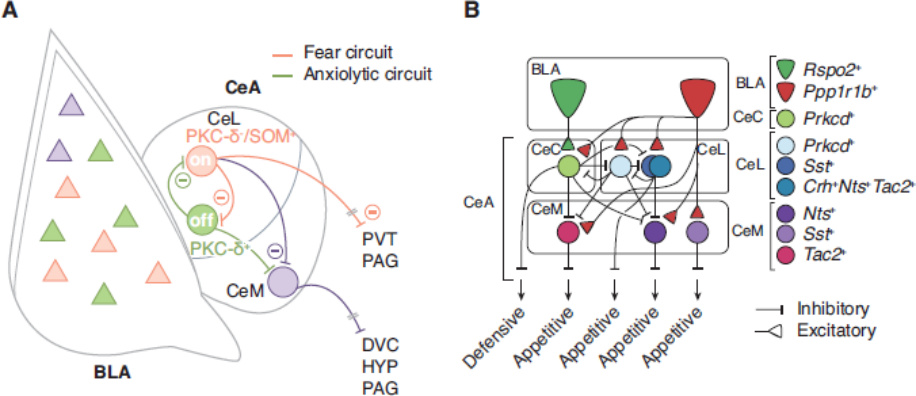 A
Fear circuit
Anxiolytic circuit
CeA
CeL
PKC-δ-/SOM+
on
off
PKC-δ+
CeM
PVT
PAG
DVC
HYP
PAG
BLA
B
BLA
CeC
CeL
CeM
CeA
Defensive
Appetitive
Appetitive
Appetitive
Appetitive
BLA
Rspo2+
Ppp1r1b+
CeC
Prkcd+
CeL
Prkcd+
Sst+
Crh+Nts+Tac2+
CeM
Nts+
Sst+
Tac2+
Inhibitory
Excitatory